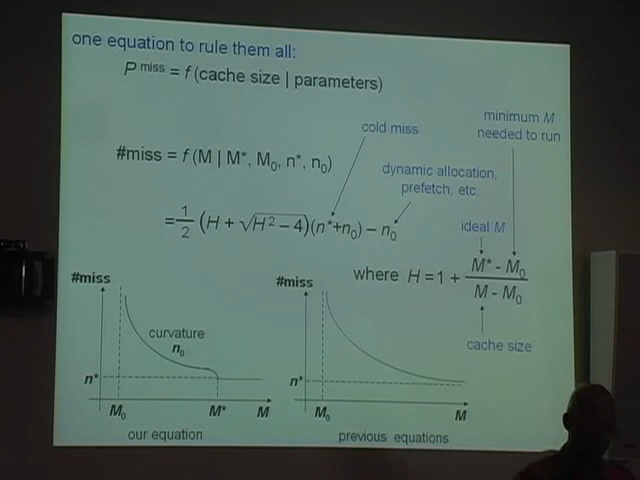 one equation to rule them all:
P miss = f (cache size | parameters)
minimum M
needed to run
cold miss
#miss = f (M | M*, M0, n*, n0)
dynamic allocation,
prefetch, etc.
= 1/2 (H + √H² – 4)(n*+n0) – n0
ideal M
where H = 1 + M* - M0 / M - M0
cache size
#miss
curvature
n0
n*
M0
M*
M
our equation
#miss
n*
M0
M
previous equations